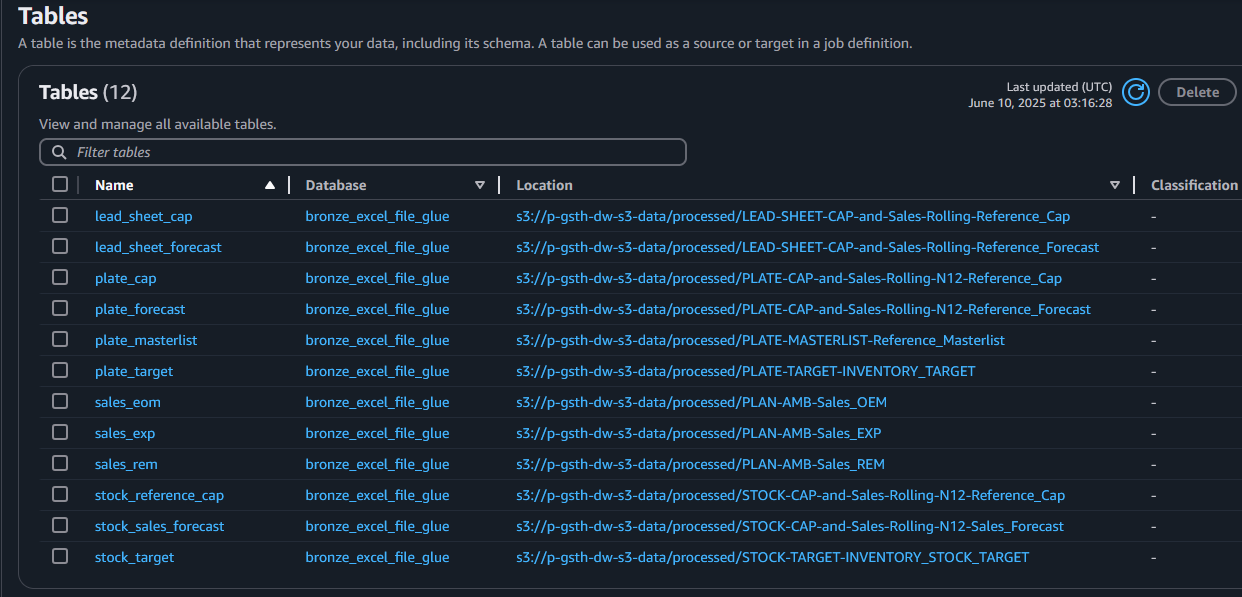 Tables
A table is the metadata definition that represents your data, including its schema. A table can be used as a source or target in a job definition.
Tables (12)
Last updated (UTC)
June 10, 2025 at 03:16:28
Delete
View and manage all available tables.
Filter tables
Name Database Location Classification
lead_sheet_cap bronze_excel_file_glue s3://p-gsth-dw-s3-data/processed/LEAD-SHEET-CAP-and-Sales-Rolling-Reference_Cap -
lead_sheet_forecast bronze_excel_file_glue s3://p-gsth-dw-s3-data/processed/LEAD-SHEET-CAP-and-Sales-Rolling-Reference_Forecast -
plate_cap bronze_excel_file_glue s3://p-gsth-dw-s3-data/processed/PLATE-CAP-and-Sales-Rolling-N12-Reference_Cap -
plate_forecast bronze_excel_file_glue s3://p-gsth-dw-s3-data/processed/PLATE-CAP-and-Sales-Rolling-N12-Reference_Forecast -
plate_masterlist bronze_excel_file_glue s3://p-gsth-dw-s3-data/processed/PLATE-MASTERLIST-Reference_Masterlist -
plate_target bronze_excel_file_glue s3://p-gsth-dw-s3-data/processed/PLATE-TARGET-INVENTORY_TARGET -
sales_eom bronze_excel_file_glue s3://p-gsth-dw-s3-data/processed/PLAN-AMB-Sales_OEM -
sales_exp bronze_excel_file_glue s3://p-gsth-dw-s3-data/processed/PLAN-AMB-Sales_EXP -
sales_rem bronze_excel_file_glue s3://p-gsth-dw-s3-data/processed/PLAN-AMB-Sales_REM -
stock_reference_cap bronze_excel_file_glue s3://p-gsth-dw-s3-data/processed/STOCK-CAP-and-Sales-Rolling-N12-Reference_Cap -
stock_sales_forecast bronze_excel_file_glue s3://p-gsth-dw-s3-data/processed/STOCK-CAP-and-Sales-Rolling-N12-Sales_Forecast -
stock_target bronze_excel_file_glue s3://p-gsth-dw-s3-data/processed/STOCK-TARGET-INVENTORY_STOCK_TARGET -